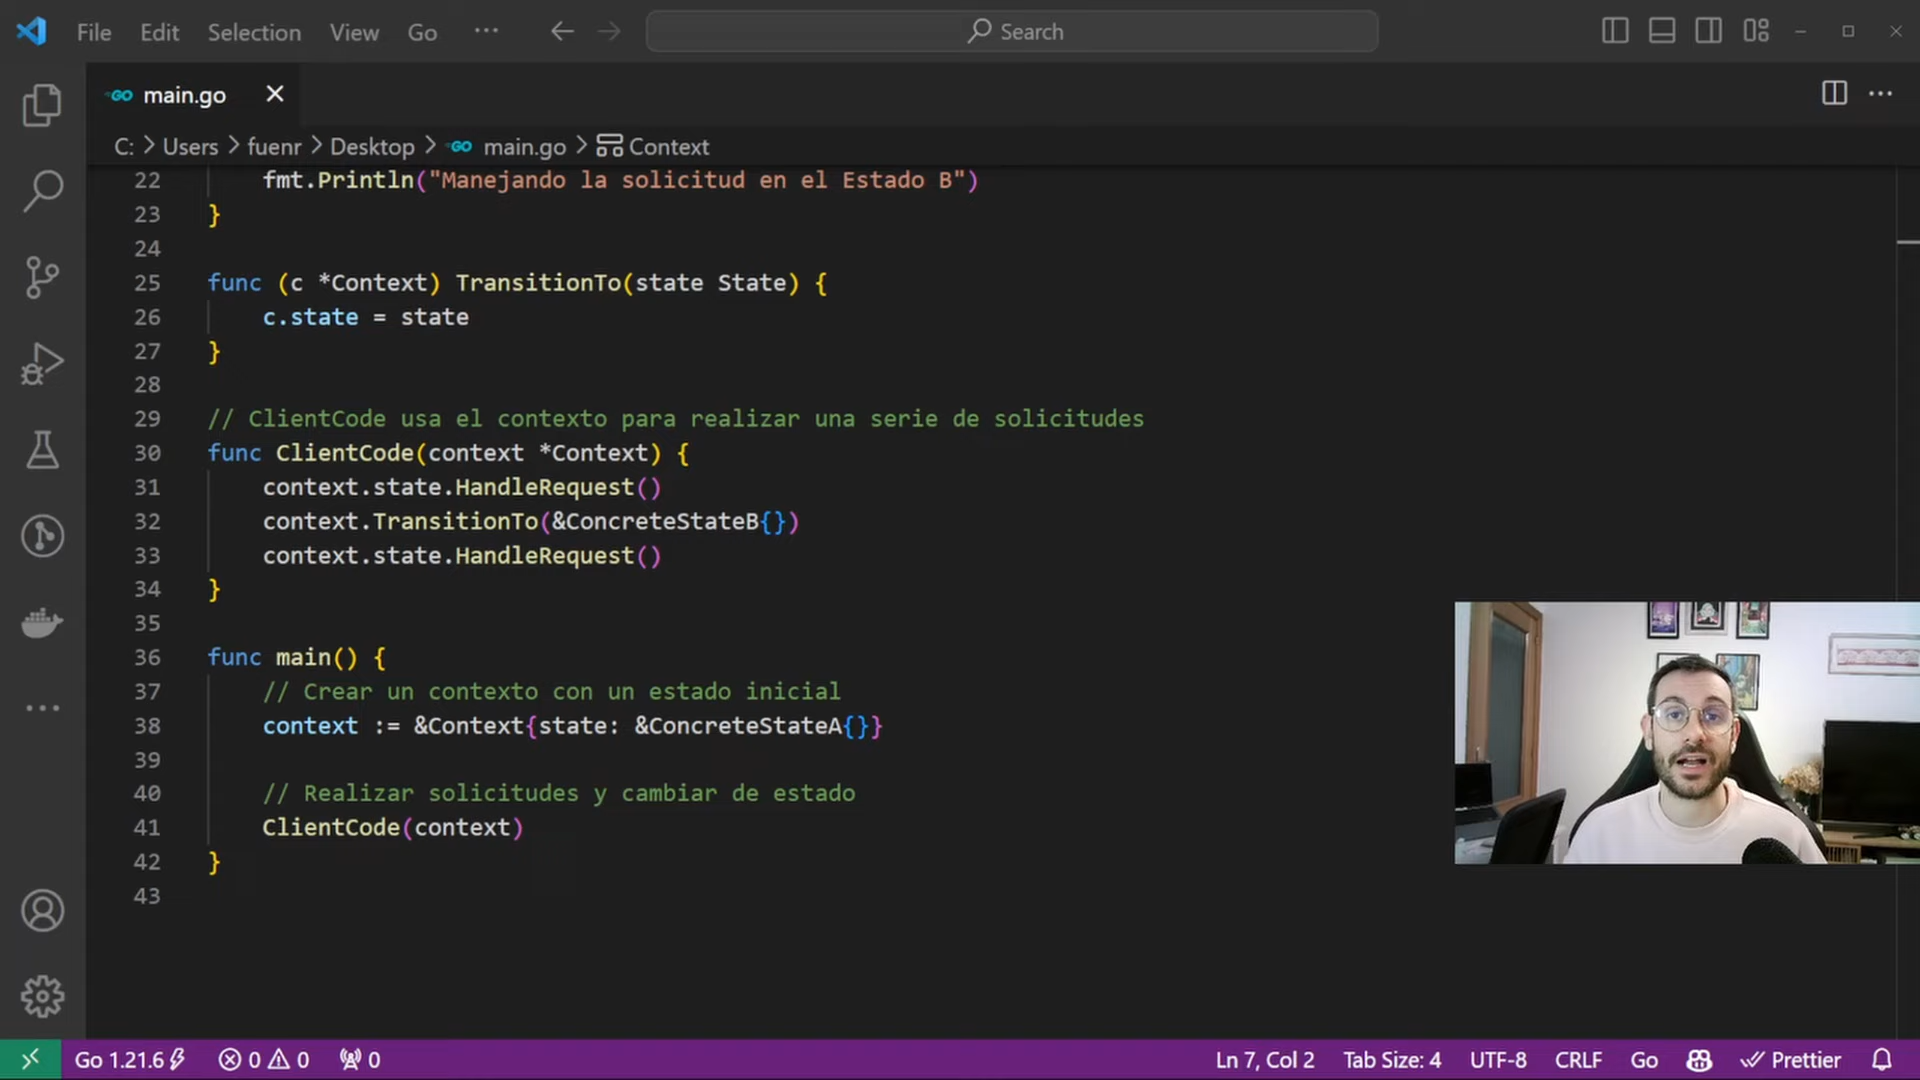 File Edit Selection View Go ... Search
GO main.go
C: > Users > fuenr > Desktop > GO main.go > Context
22 fmt.Println("Manejando la solicitud en el Estado B")
23 }
24
25 func (c *Context) TransitionTo(state State) {
26 c.state = state
27 }
28
29 // ClientCode usa el contexto para realizar una serie de solicitudes
30 func ClientCode(context *Context) {
31 context.state.HandleRequest()
32 context.TransitionTo(&ConcreteStateB{})
33 context.state.HandleRequest()
34 }
35
36 func main() {
37 // Crear un contexto con un estado inicial
38 context := &Context{state: &ConcreteStateA{}}
39
40 // Realizar solicitudes y cambiar de estado
41 ClientCode(context)
42 }
43
Go 1.21.6 0 0 0 Ln 7, Col 2 Tab Size: 4 UTF-8 CRLF Go Prettier